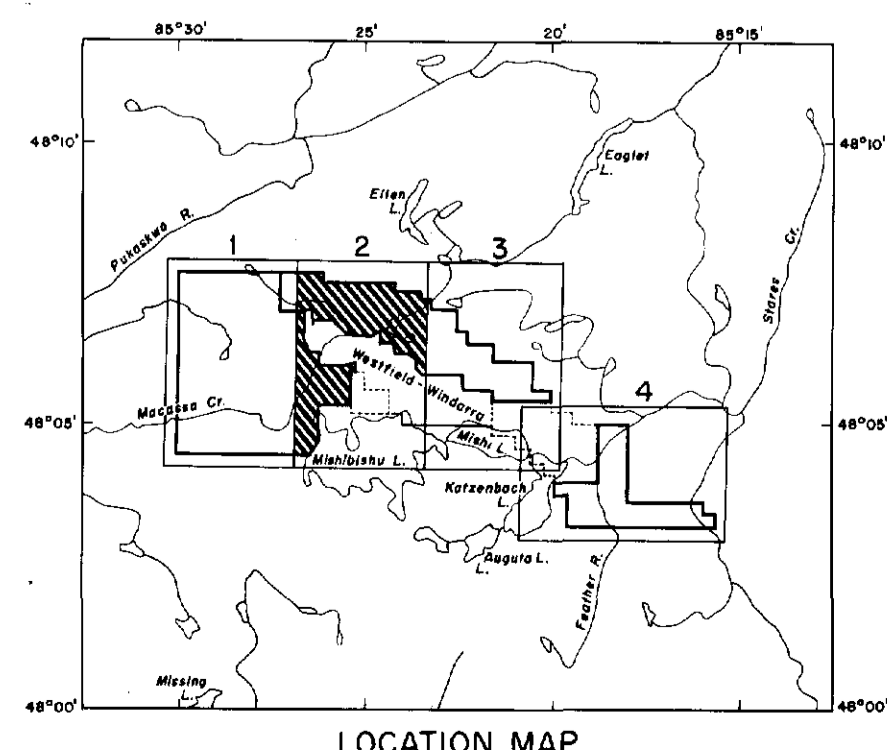 85°30' 25' 20' 85°15'
48°10' 48°10'
Eaglet
L.
Ellen
L.
Pukaskwa R.
Stares Cr.
1 2 3
Westfield - Windarra
4
Macassa Cr.
48°05' 48°05'
Mishi L.
Mishibishu L.
Katzenbach
L.
Auguta L.
L.
Feather R.
Missing
L.
48°00' 48°00'
LOCATION MAP